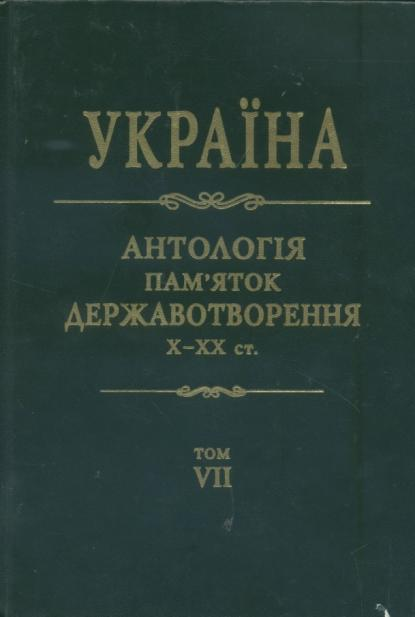 УКРАЇНА
АНТОЛОГІЯ
ПАМ'ЯТОК
ДЕРЖАВОТВОРЕННЯ
X–XX ст.
ТОМ
VII